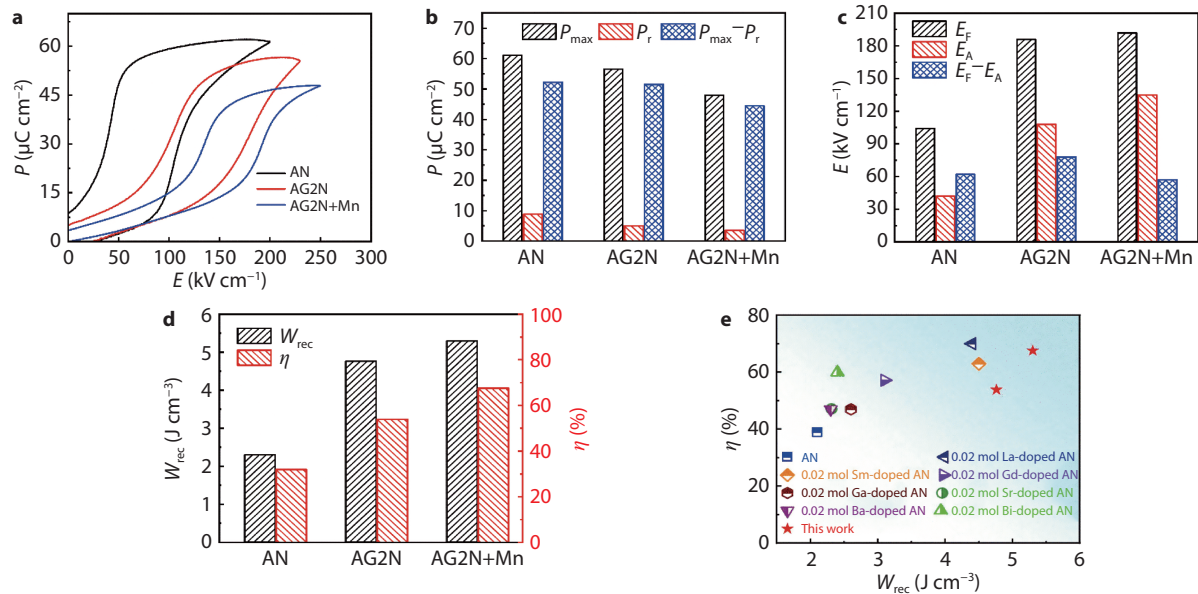 a
P (μC cm⁻²)
60
45
30
15
0
AN
AG2N
AG2N+Mn
0 50 100 150 200 250 300
E (kV cm⁻¹)
b
P (μC cm⁻²)
Pmax Pr Pmax−Pr
70
60
50
40
30
20
10
0
AN AG2N AG2N+Mn
c
E (kV cm⁻¹)
210
180
150
120
90
60
30
0
EF
EA
EF−EA
AN AG2N AG2N+Mn
d
Wrec (J cm⁻³)
6
5
4
3
2
1
0
Wrec
η
100
80
60
40
20
0
η (%)
AN AG2N AG2N+Mn
e
η (%)
80
60
40
20
0
AN
0.02 mol La-doped AN
0.02 mol Sm-doped AN
0.02 mol Gd-doped AN
0.02 mol Ga-doped AN
0.02 mol Sr-doped AN
0.02 mol Ba-doped AN
0.02 mol Bi-doped AN
This work
2 3 4 5 6
Wrec (J cm⁻³)